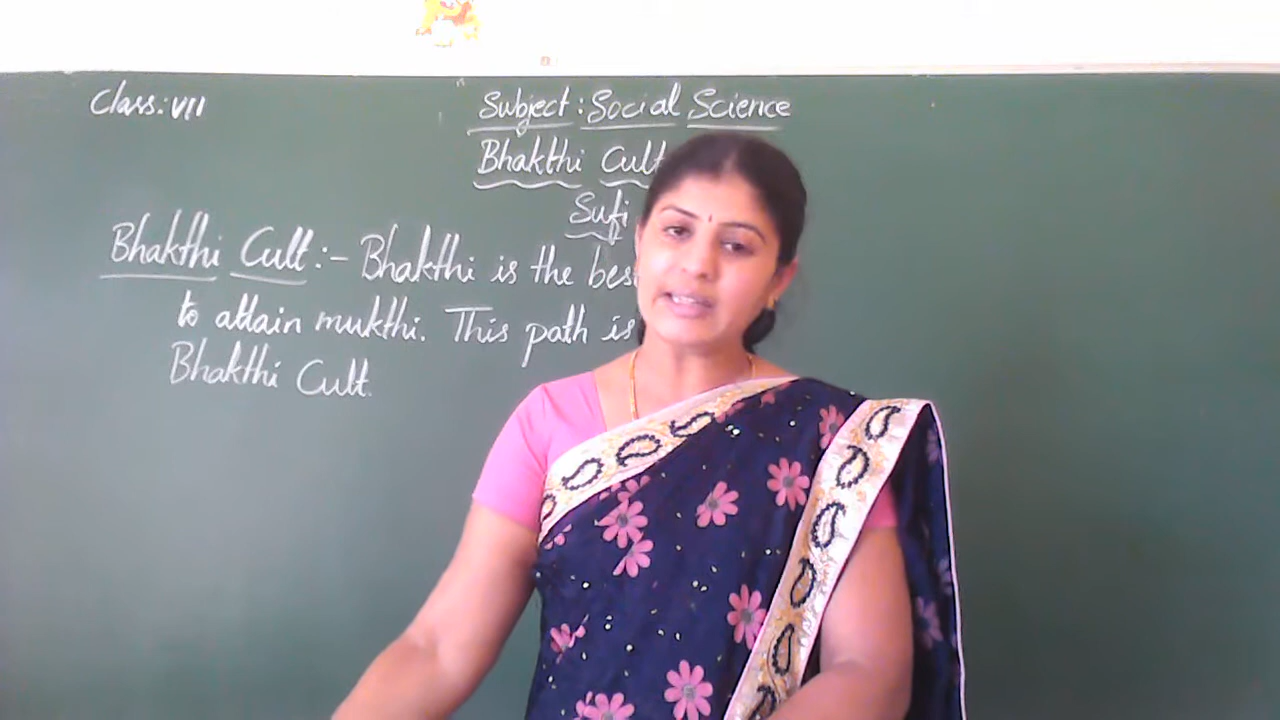 Class: VII
Subject: Social Science
Bhakthi Cult
Sufi
Bhakthi Cult :- Bhakthi is the bes
to attain mukthi. This path is
Bhakthi Cult.